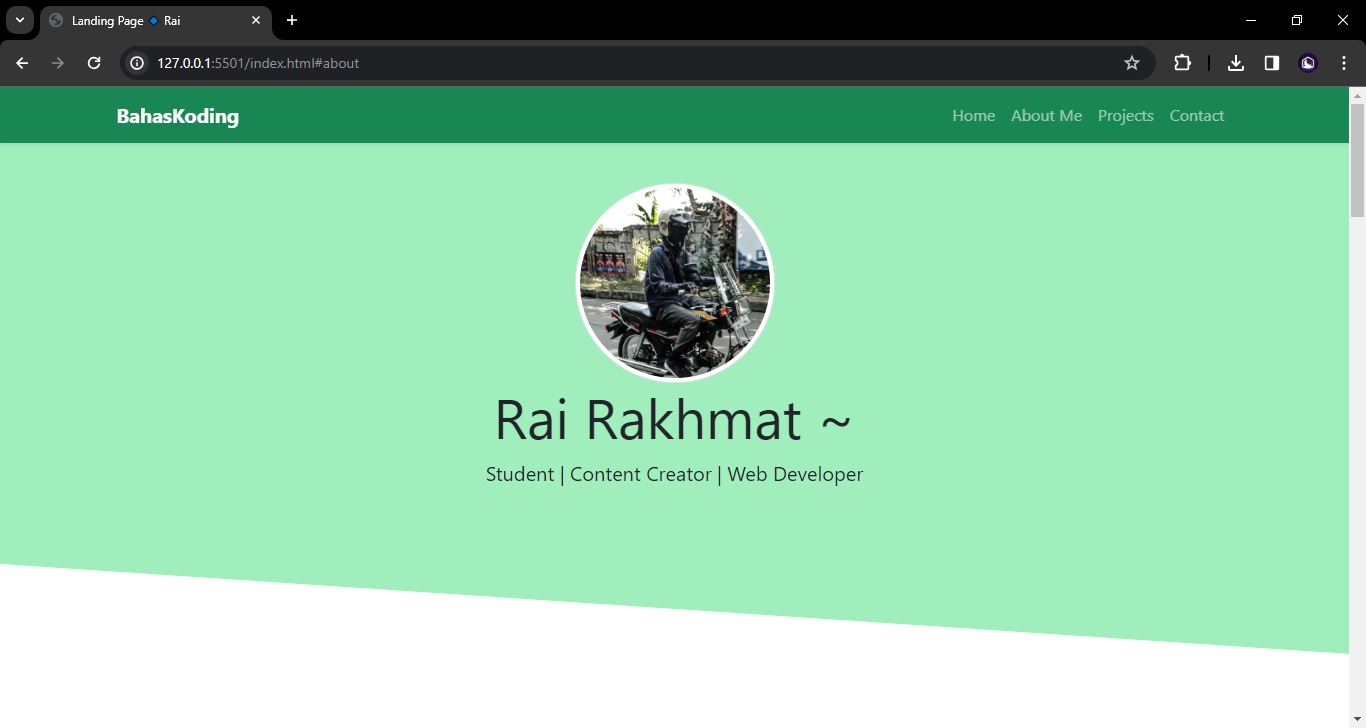 Landing Page 🔹 Rai
127.0.0.1:5501/index.html#about
BahasKoding
Home About Me Projects Contact
Rai Rakhmat ~
Student | Content Creator | Web Developer